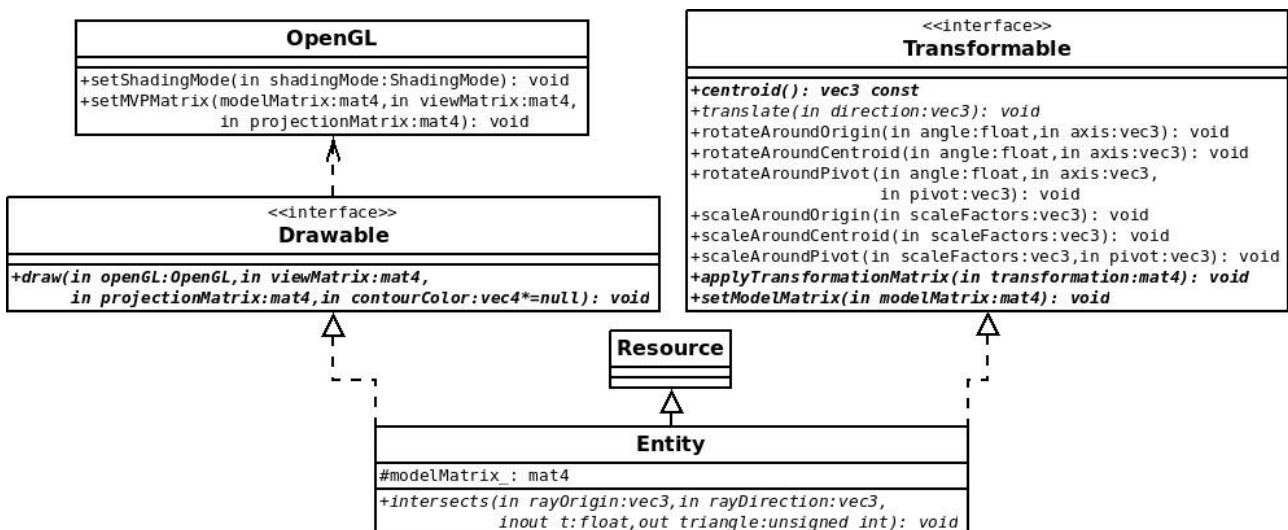 OpenGL
+setShadingMode(in shadingMode:ShadingMode): void
+setMVPMatrix(modelMatrix:mat4,in viewMatrix:mat4,
in projectionMatrix:mat4): void
<<interface>>
Transformable
+centroid(): vec3 const
+translate(in direction:vec3): void
+rotateAroundOrigin(in angle:float,in axis:vec3): void
+rotateAroundCentroid(in angle:float,in axis:vec3): void
+rotateAroundPivot(in angle:float,in axis:vec3,
in pivot:vec3): void
+scaleAroundOrigin(in scaleFactors:vec3): void
+scaleAroundCentroid(in scaleFactors:vec3): void
+scaleAroundPivot(in scaleFactors:vec3,in pivot:vec3): void
+applyTransformationMatrix(in transformation:mat4): void
+setModelMatrix(in modelMatrix:mat4): void
<<interface>>
Drawable
+draw(in openGL:OpenGL,in viewMatrix:mat4,
in projectionMatrix:mat4,in contourColor:vec4*=null): void
Resource
Entity
#modelMatrix_: mat4
+intersects(in rayOrigin:vec3,in rayDirection:vec3,
inout t:float,out triangle:unsigned int): void